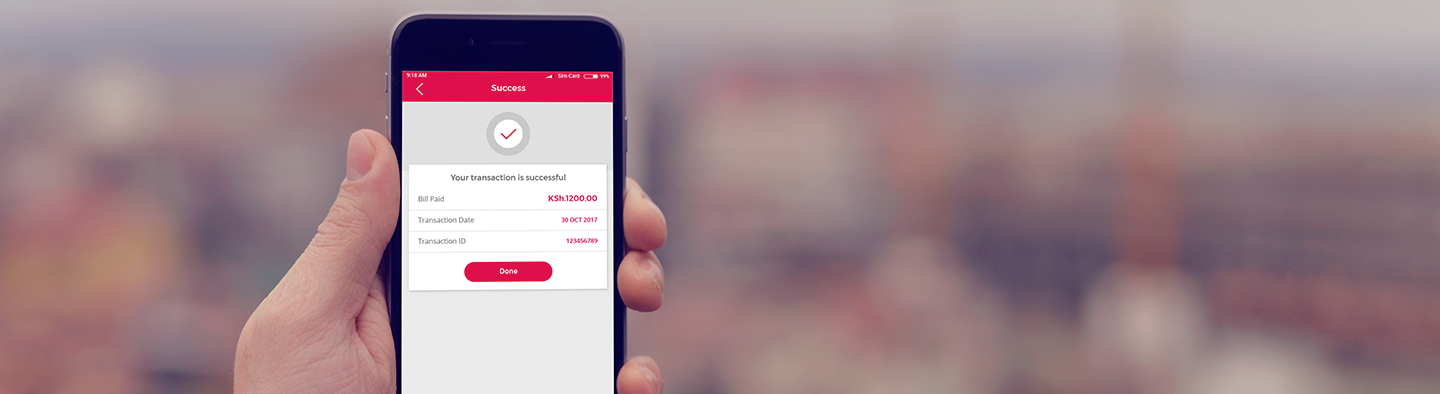 9:18 AM Sim Card 99%
Success
Your transaction is successful
Bill Paid KSh.1200.00
Transaction Date 30 OCT 2017
Transaction ID 123456789
Done